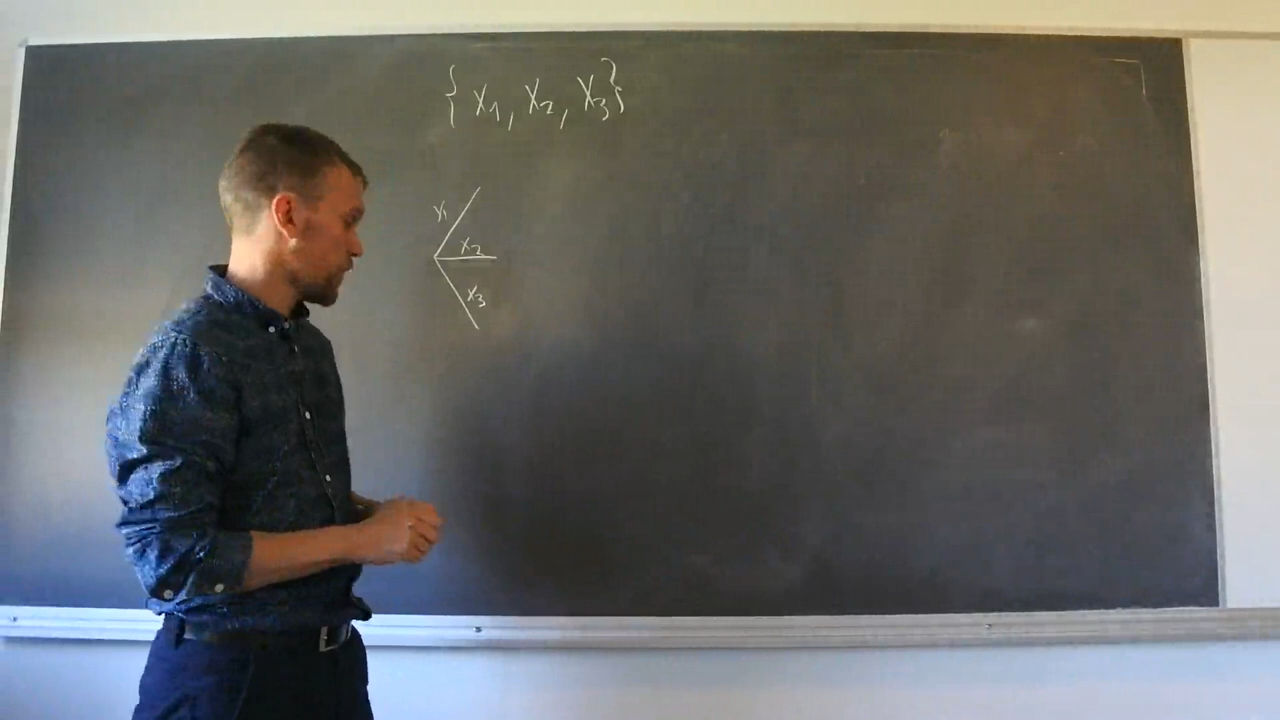 { x₁, x₂, x₃ }
x₁
x₂
x₃